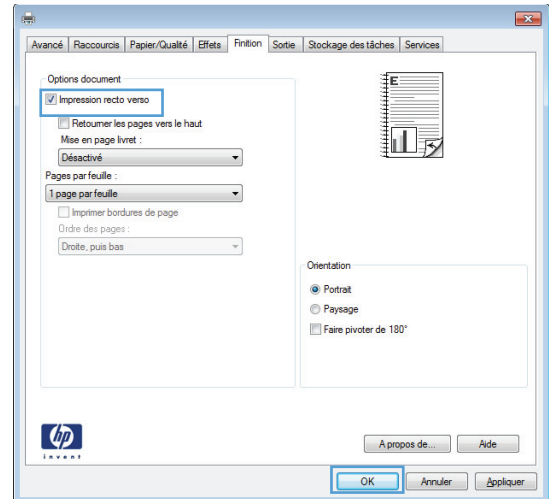 Avancé Raccourcis Papier/Qualité Effets Finition Sortie Stockage des tâches Services
Options document
Impression recto verso
Retourner les pages vers le haut
Mise en page livret :
Désactivé
Pages par feuille :
1 page par feuille
Imprimer bordures de page
Ordre des pages :
Droite, puis bas
E
Orientation
Portrait
Paysage
Faire pivoter de 180°
hp
invent
A propos de... Aide
OK Annuler Appliquer